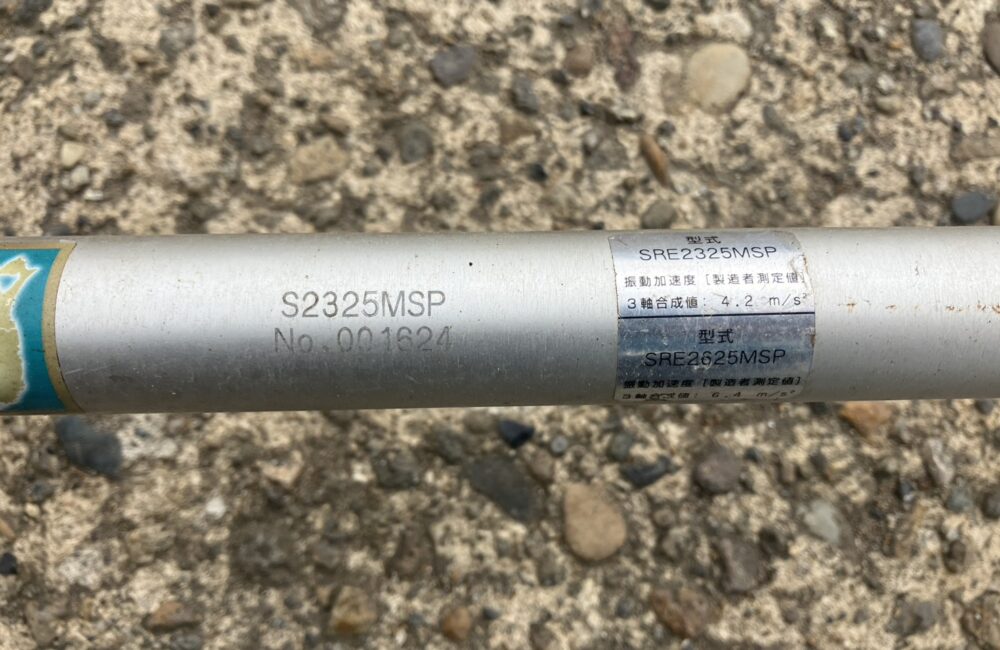 S2325MSP
No.001624
型式
SRE2325MSP
振動加速度 [製造者測定値]
3軸合成値: 4.2 m/s²
型式
SRE2625MSP
振動加速度 [製造者測定値]
3軸合成値: 6.4 m/s²